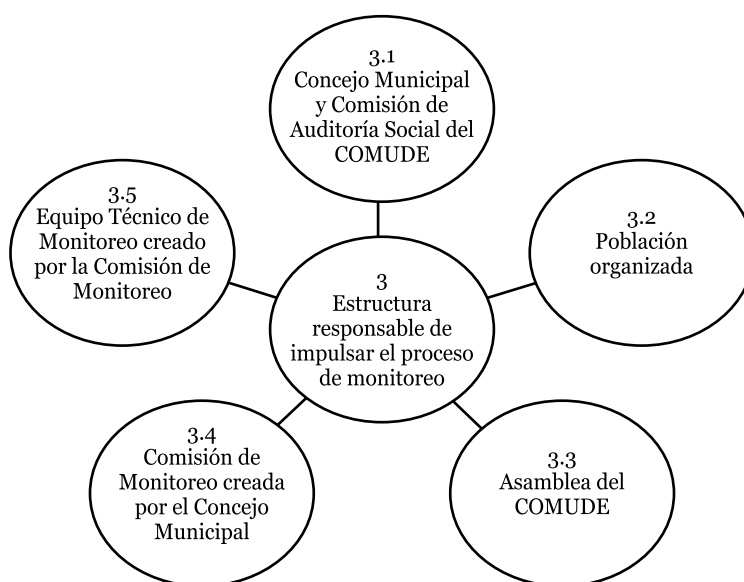 3.1
Concejo Municipal
y Comisión de
Auditoría Social del
COMUDE
3.5
Equipo Técnico de
Monitoreo creado
por la Comisión de
Monitoreo
3.2
Población
organizada
3
Estructura
responsable de
impulsar el proceso
de monitoreo
3.4
Comisión de
Monitoreo creada
por el Concejo
Municipal
3.3
Asamblea del
COMUDE